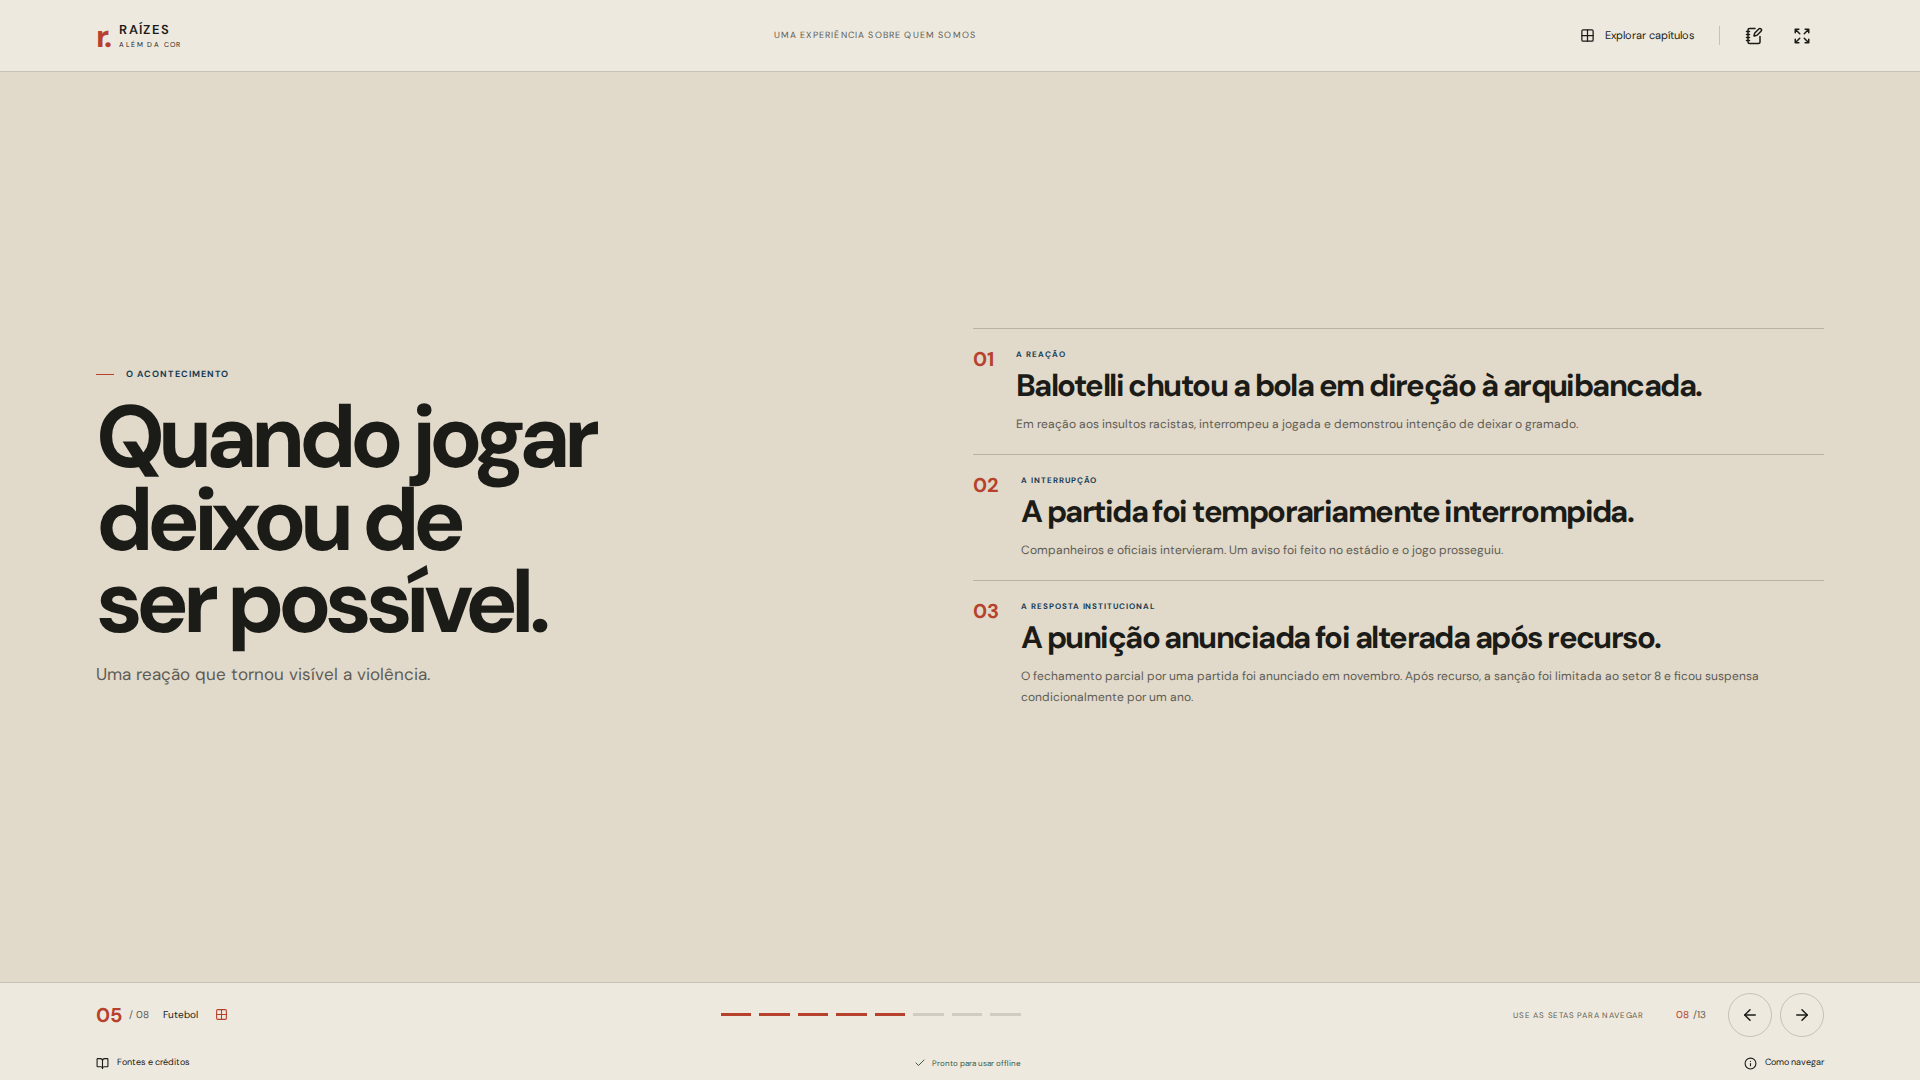 r. RAÍZES
ALÉM DA COR
UMA EXPERIÊNCIA SOBRE QUEM SOMOS
Explorar capítulos
O ACONTECIMENTO
Quando jogar
deixou de
ser possível.
Uma reação que tornou visível a violência.
01
A REAÇÃO
Balotelli chutou a bola em direção à arquibancada.
Em reação aos insultos racistas, interrompeu a jogada e demonstrou intenção de deixar o gramado.
02
A INTERRUPÇÃO
A partida foi temporariamente interrompida.
Companheiros e oficiais intervieram. Um aviso foi feito no estádio e o jogo prosseguiu.
03
A RESPOSTA INSTITUCIONAL
A punição anunciada foi alterada após recurso.
O fechamento parcial por uma partida foi anunciado em novembro. Após recurso, a sanção foi limitada ao setor 8 e ficou suspensa
condicionalmente por um ano.
05 / 08 Futebol
USE AS SETAS PARA NAVEGAR
08 /13
Fontes e créditos
Pronto para usar offline
Como navegar